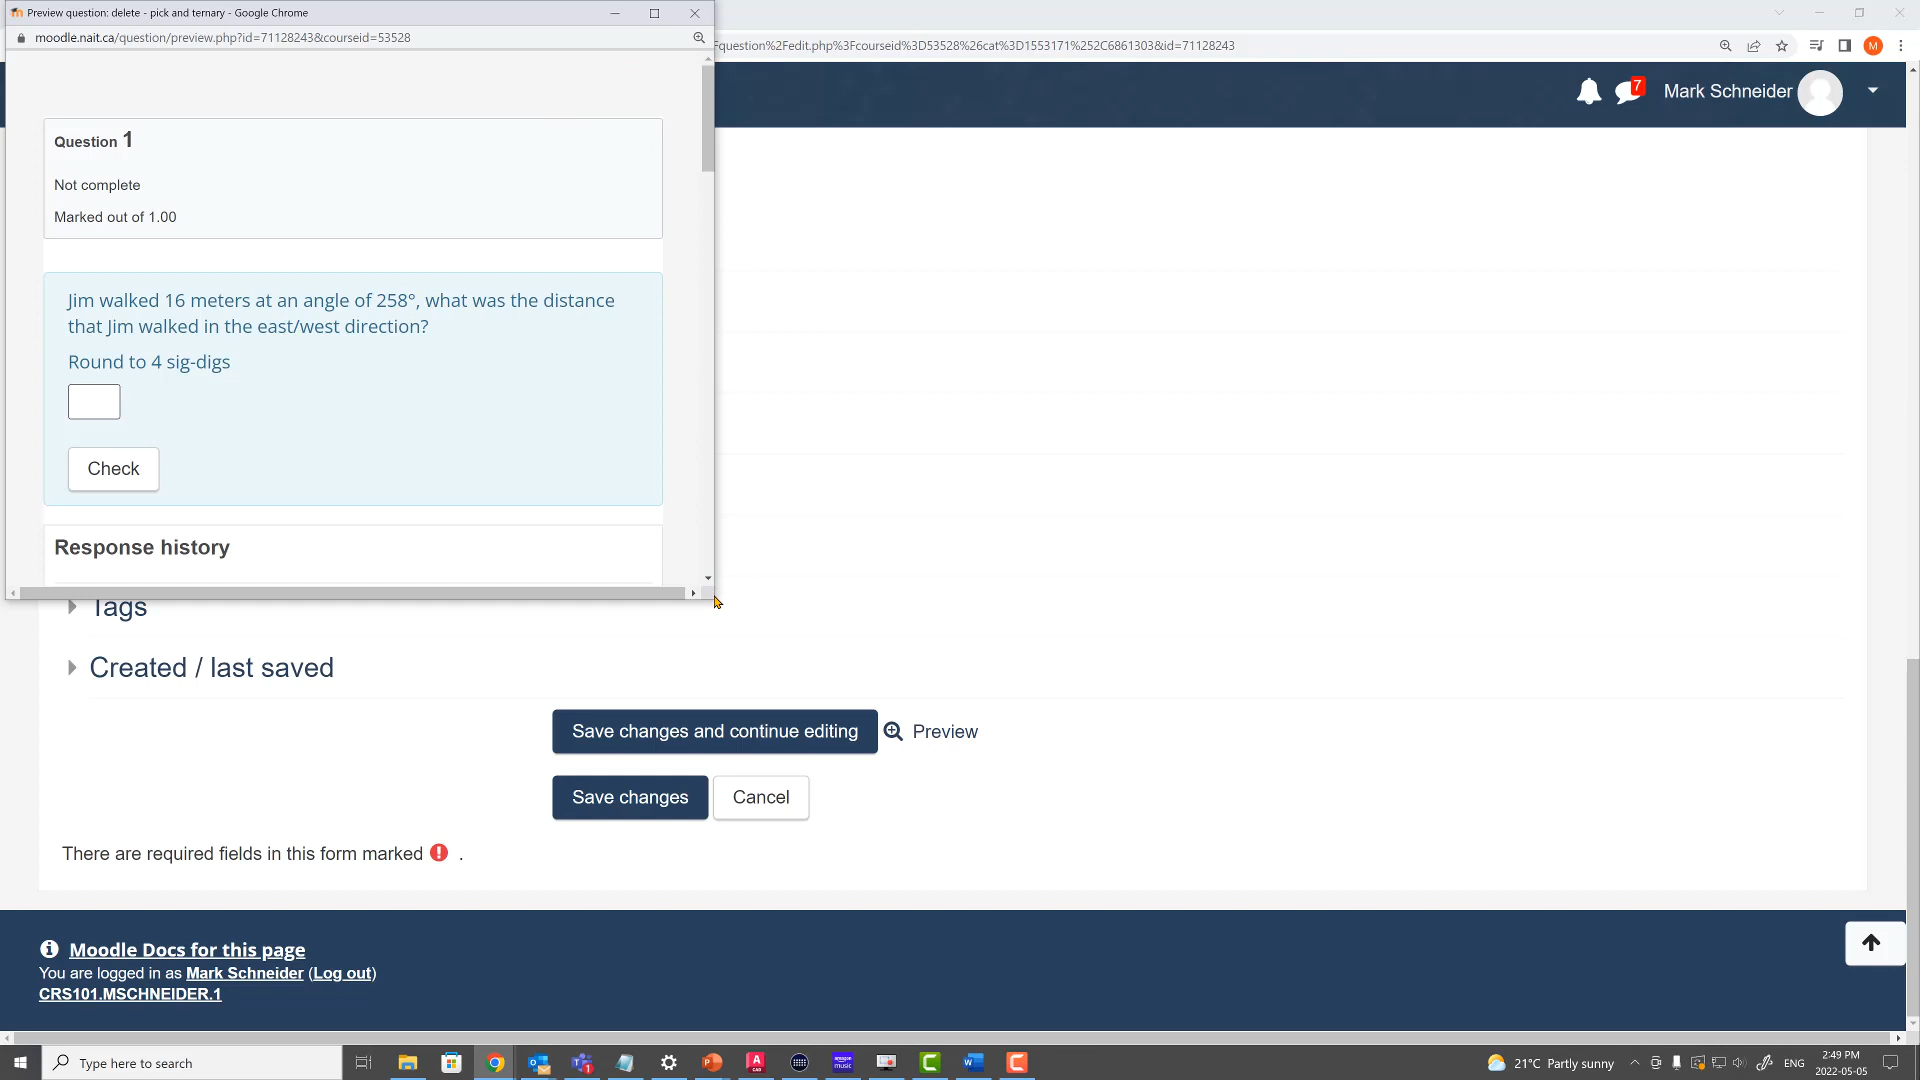 Preview question: delete - pick and ternary - Google Chrome
moodle.nait.ca/question/preview.php?id=71128243&courseid=53528
question%2Fedit.php%3Fcourseid%3D53528%26cat%3D1553171%252C6861303&id=71128243
M
7
Mark Schneider
Question 1
Not complete
Marked out of 1.00
Jim walked 16 meters at an angle of 258°, what was the distance
that Jim walked in the east/west direction?
Round to 4 sig-digs
Check
Response history
Tags
Created / last saved
Save changes and continue editing
Preview
Save changes
Cancel
There are required fields in this form marked ! .
Moodle Docs for this page
You are logged in as Mark Schneider (Log out)
CRS101.MSCHNEIDER.1
Type here to search
21°C Partly sunny
ENG
2:49 PM
2022-05-05